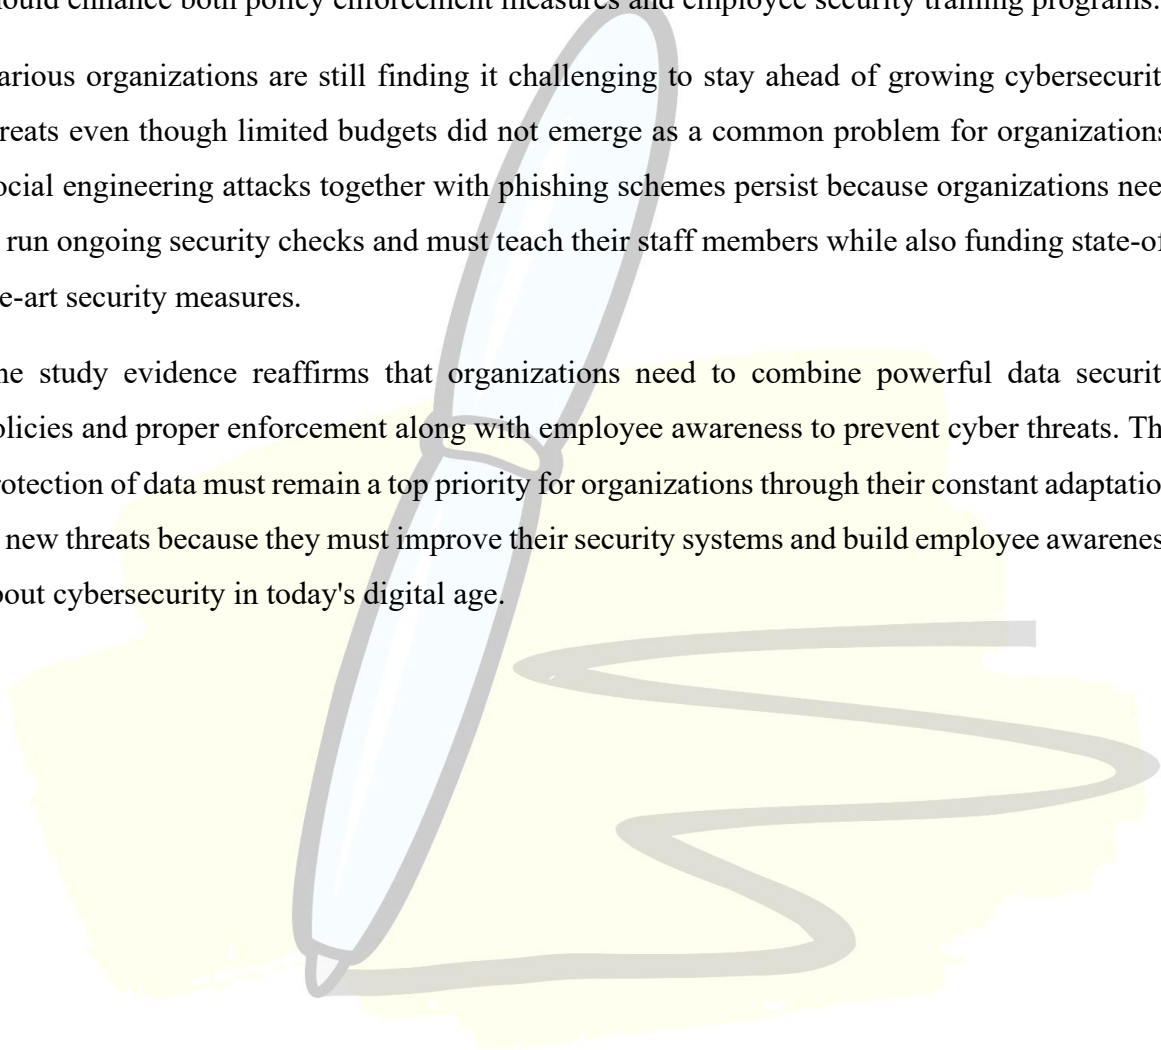 ould enhance both policy enforcement measures and employee security training programs.
arious organizations are still finding it challenging to stay ahead of growing cybersecurit
reats even though limited budgets did not emerge as a common problem for organizations
ocial engineering attacks together with phishing schemes persist because organizations nee
run ongoing security checks and must teach their staff members while also funding state-of
e-art security measures.
he study evidence reaffirms that organizations need to combine powerful data securit
olicies and proper enforcement along with employee awareness to prevent cyber threats. Th
rotection of data must remain a top priority for organizations through their constant adaptatio
new threats because they must improve their security systems and build employee awarenes
bout cybersecurity in today's digital age.